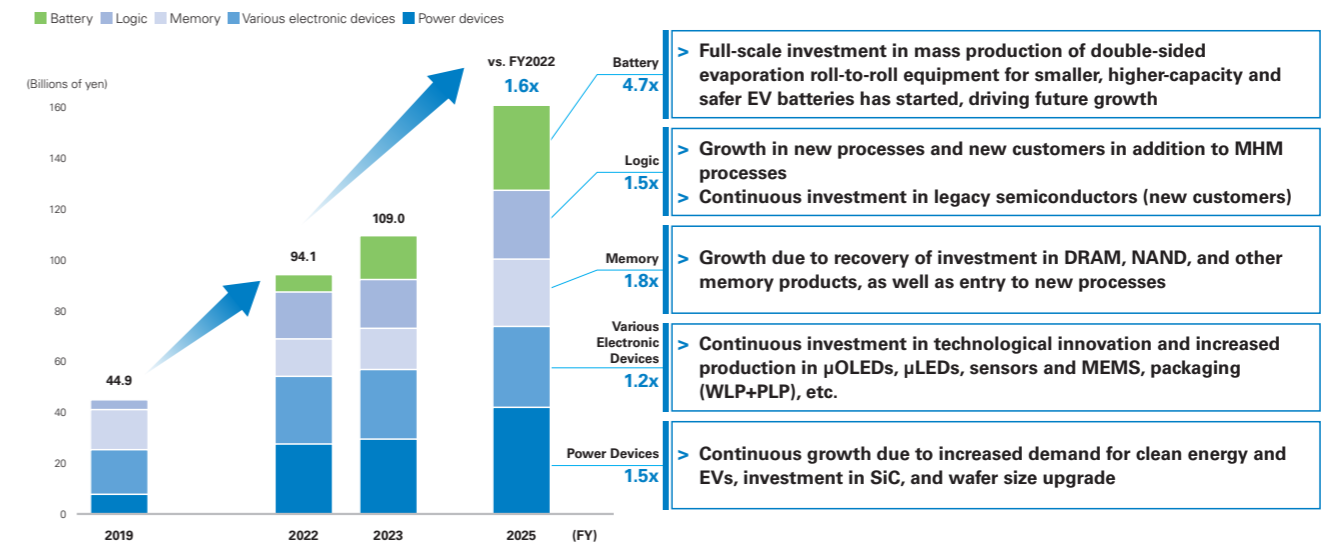 Battery Logic Memory Various electronic devices Power devices
(Billions of yen)
160
140
120
100
80
60
40
20
0
44.9
94.1
109.0
vs. FY2022
1.6x
2019 2022 2023 2025 (FY)
Battery
4.7x
> Full-scale investment in mass production of double-sided
evaporation roll-to-roll equipment for smaller, higher-capacity and
safer EV batteries has started, driving future growth
Logic
1.5x
> Growth in new processes and new customers in addition to MHM
processes
> Continuous investment in legacy semiconductors (new customers)
Memory
1.8x
> Growth due to recovery of investment in DRAM, NAND, and other
memory products, as well as entry to new processes
Various
Electronic
Devices
1.2x
> Continuous investment in technological innovation and increased
production in μOLEDs, μLEDs, sensors and MEMS, packaging
(WLP+PLP), etc.
Power Devices
1.5x
> Continuous growth due to increased demand for clean energy and
EVs, investment in SiC, and wafer size upgrade